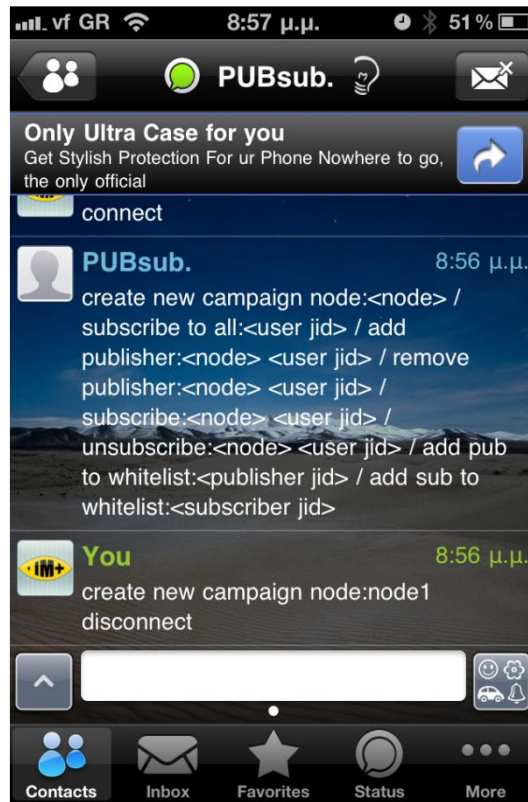 vf GR 8:57 μ.μ. 51 %
PUBsub.
Only Ultra Case for you
Get Stylish Protection For ur Phone Nowhere to go,
the only official
connect
PUBsub. 8:56 μ.μ.
create new campaign node:<node> /
subscribe to all:<user jid> / add
publisher:<node> <user jid> / remove
publisher:<node> <user jid> /
subscribe:<node> <user jid> /
unsubscribe:<node> <user jid> / add pub
to whitelist:<publisher jid> / add sub to
whitelist:<subscriber jid>
IM+ You 8:56 μ.μ.
create new campaign node:node1
disconnect
Contacts Inbox Favorites Status More